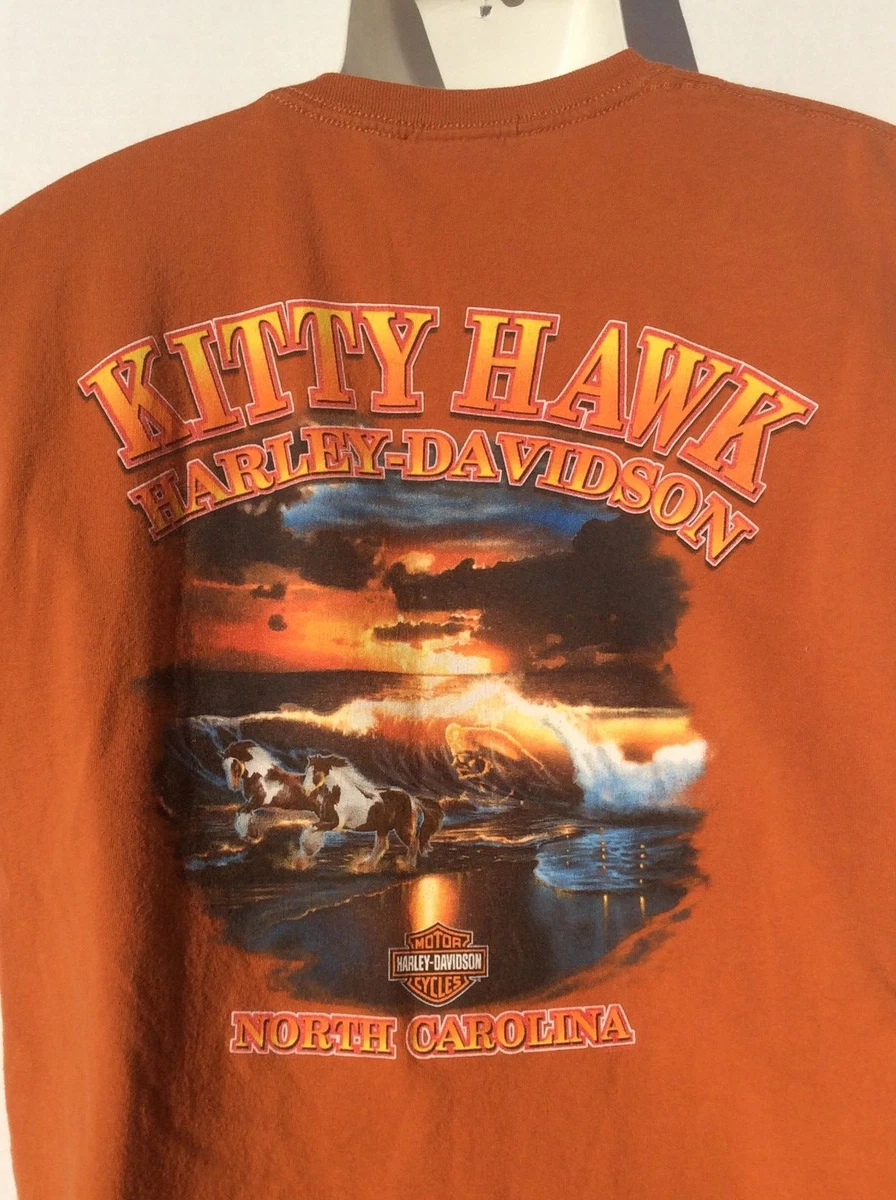 KITTY HAWK
HARLEY-DAVIDSON
MOTOR
HARLEY-DAVIDSON
CYCLES
NORTH CAROLINA